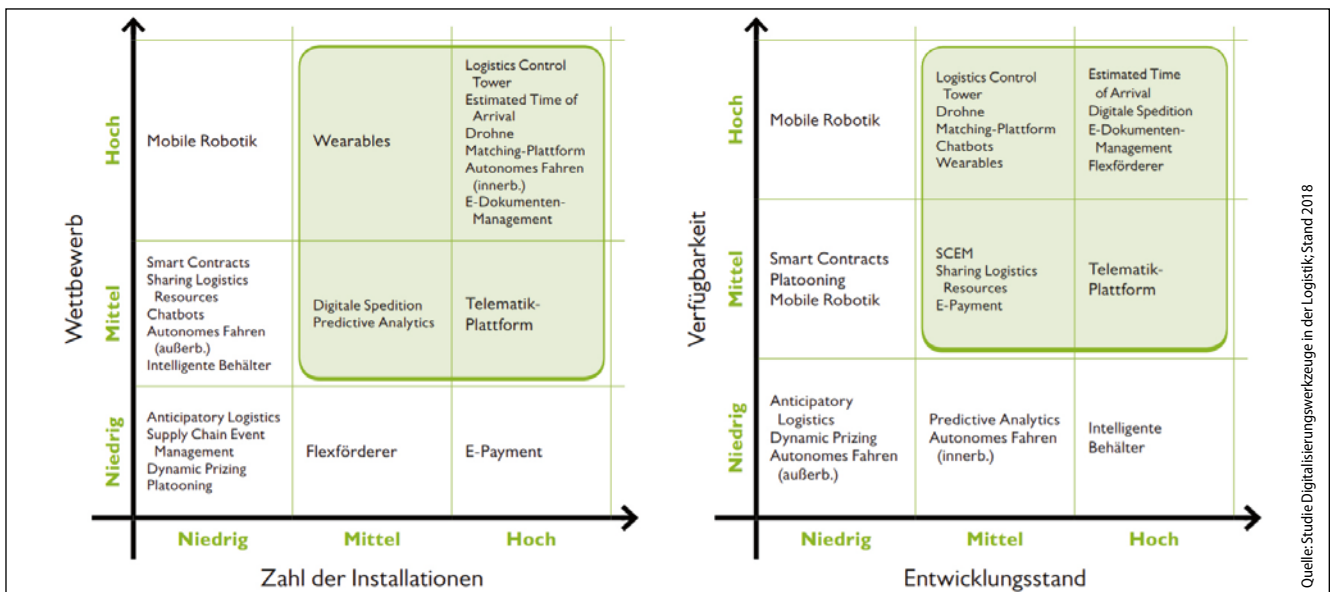 Wettbewerb
Hoch
Mittel
Niedrig
Mobile Robotik
Wearables
Logistics Control
Tower
Estimated Time of
Arrival
Drohne
Matching-Plattform
Autonomes Fahren
(innerb.)
E-Dokumenten-
Management
Smart Contracts
Sharing Logistics
Resources
Chatbots
Autonomes Fahren
(außerb.)
Intelligente Behälter
Digitale Spedition
Predictive Analytics
Telematik-
Plattform
Anticipatory Logistics
Supply Chain Event
Management
Dynamic Prizing
Platooning
Flexförderer
E-Payment
Niedrig
Mittel
Hoch
Zahl der Installationen
Verfügbarkeit
Hoch
Mittel
Niedrig
Mobile Robotik
Logistics Control
Tower
Drohne
Matching-Plattform
Chatbots
Wearables
Estimated Time
of Arrival
Digitale Spedition
E-Dokumenten-
Management
Flexförderer
Smart Contracts
Platooning
Mobile Robotik
SCEM
Sharing Logistics
Resources
E-Payment
Telematik-
Plattform
Anticipatory
Logistics
Dynamic Prizing
Autonomes Fahren
(außerb.)
Predictive Analytics
Autonomes Fahren
(innerb.)
Intelligente
Behälter
Niedrig
Mittel
Hoch
Entwicklungsstand
Quelle: Studie Digitalisierungswerkzeuge in der Logistik; Stand 2018